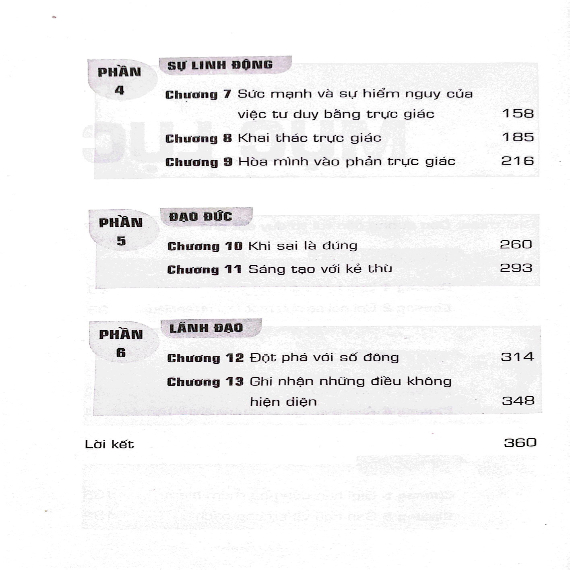 PHẦN 4
SỰ LINH ĐỘNG
Chương 7 Sức mạnh và sự hiểm nguy của
việc tư duy bằng trực giác 158
Chương 8 Khai thác trực giác 185
Chương 9 Hòa mình vào phản trực giác 216
PHẦN 5
ĐẠO ĐỨC
Chương 10 Khi sai là đúng 260
Chương 11 Sáng tạo với kẻ thù 293
PHẦN 6
LÃNH ĐẠO
Chương 12 Đột phá với số đông 314
Chương 13 Ghi nhận những điều không
hiện diện 348
Lời kết 360